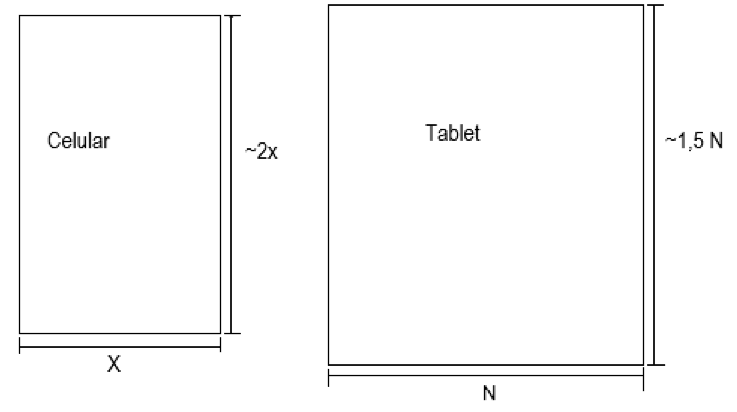 Celular
~2x
X
Tablet
~1,5 N
N